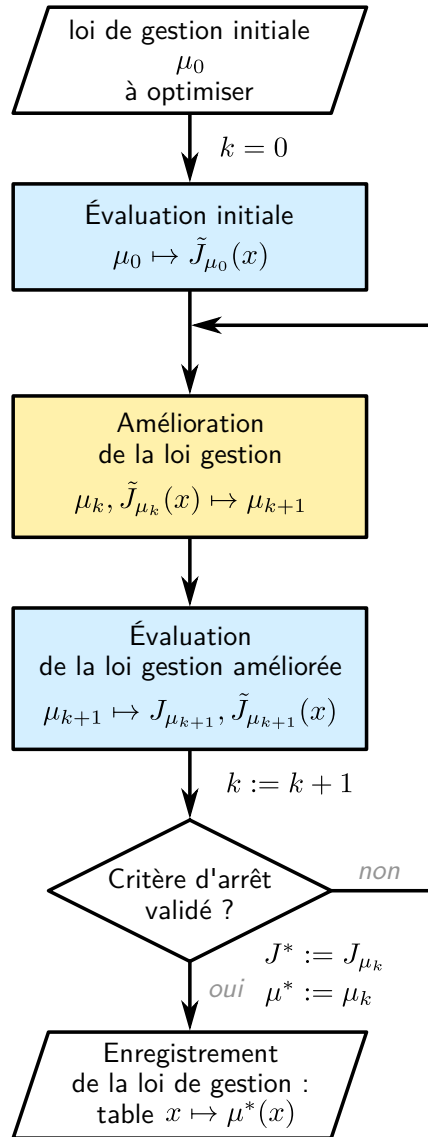 loi de gestion initiale
μ₀
à optimiser
k = 0
Évaluation initiale
μ₀ ↦ J̃_{μ₀}(x)
Amélioration
de la loi gestion
μ_k, J̃_{μ_k}(x) ↦ μ_{k+1}
Évaluation
de la loi gestion améliorée
μ_{k+1} ↦ J_{μ_{k+1}}, J̃_{μ_{k+1}}(x)
k := k + 1
Critère d'arrêt
validé ?
non
J* := J_{μ_k}
oui
μ* := μ_k
Enregistrement
de la loi de gestion :
table x ↦ μ*(x)